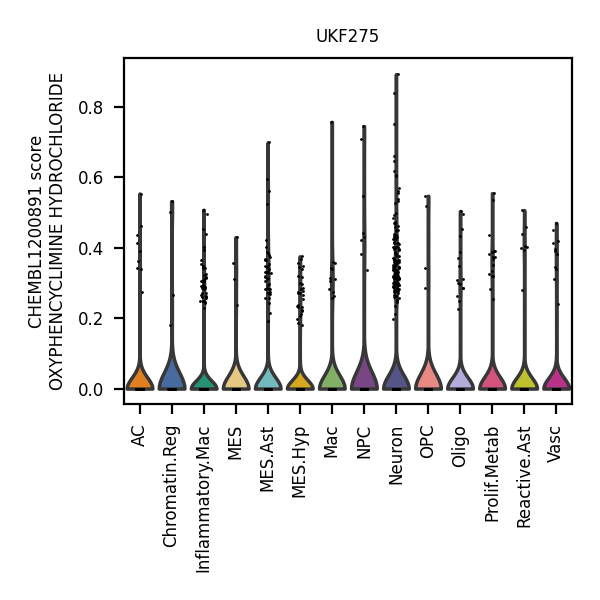 UKF275
CHEMBL1200891 score
OXYPHENCYCLIMINE HYDROCHLORIDE
0.8
0.6
0.4
0.2
0.0
AC
Chromatin.Reg
Inflammatory.Mac
MES
MES.Ast
MES.Hyp
Mac
NPC
Neuron
OPC
Oligo
Prolif.Metab
Reactive.Ast
Vasc